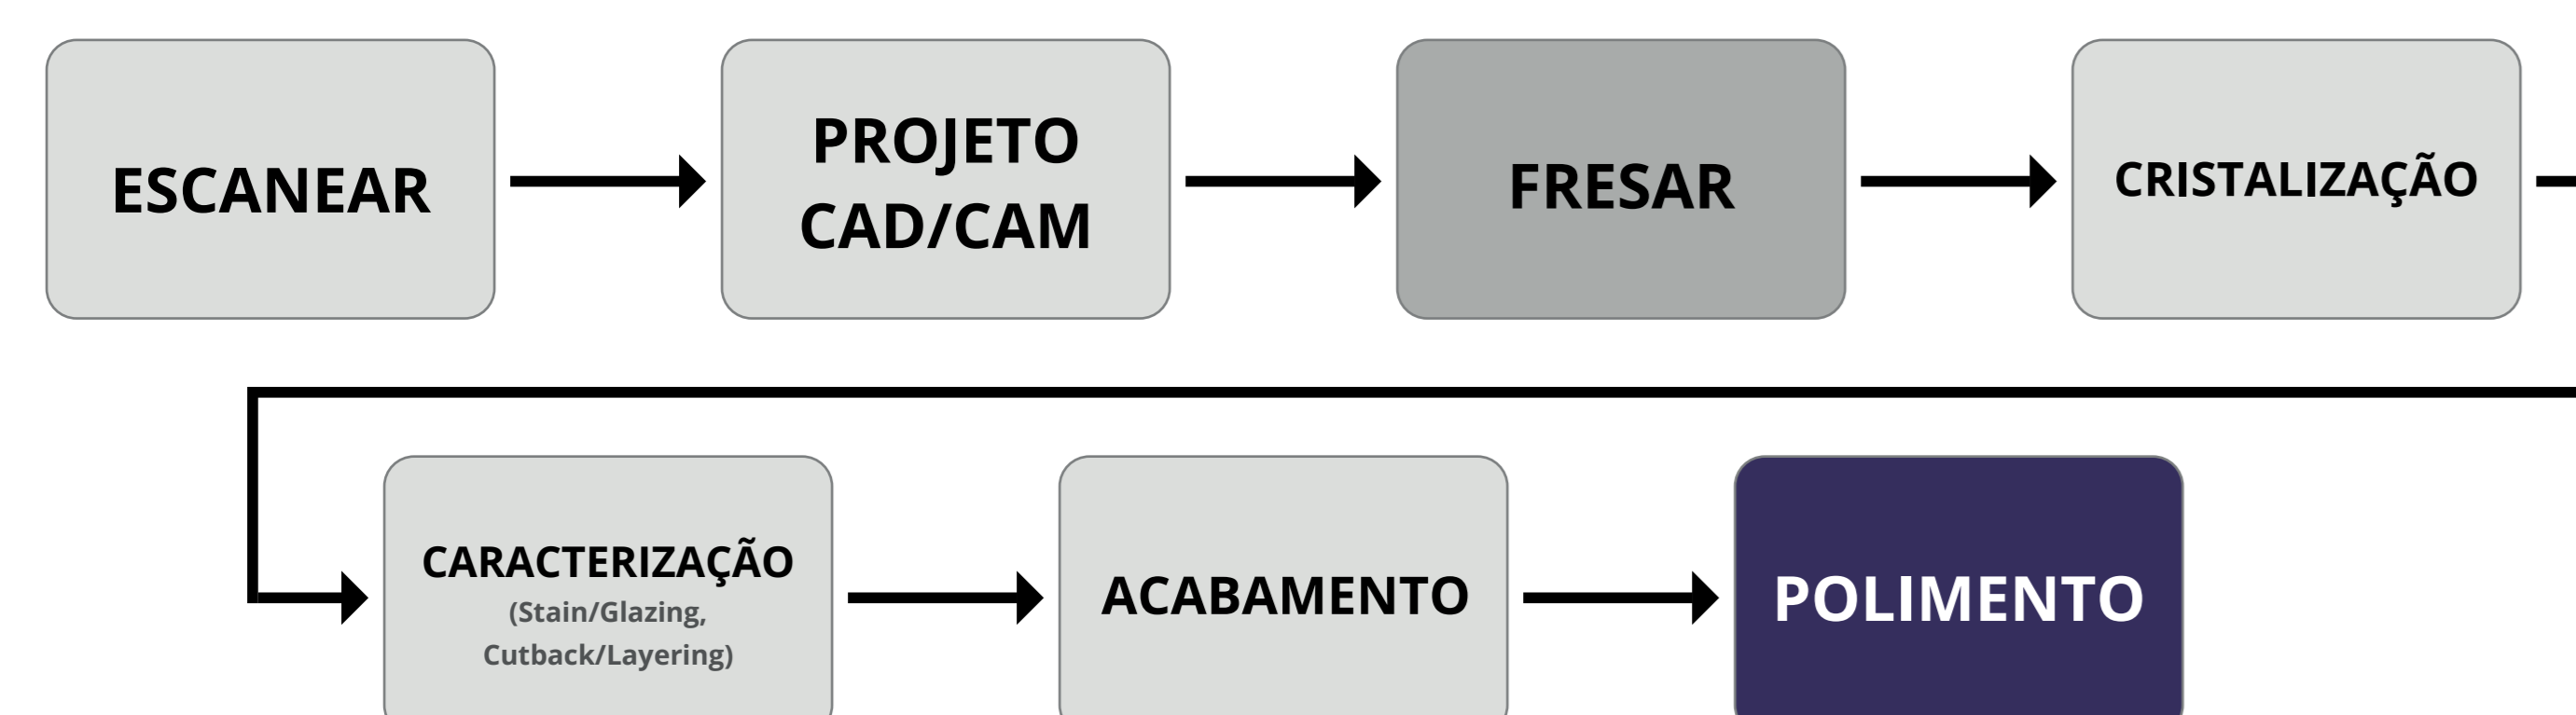 ESCANEAR
PROJETO
CAD/CAM
FRESAR
CRISTALIZAÇÃO
CARACTERIZAÇÃO
(Stain/Glazing,
Cutback/Layering)
ACABAMENTO
POLIMENTO